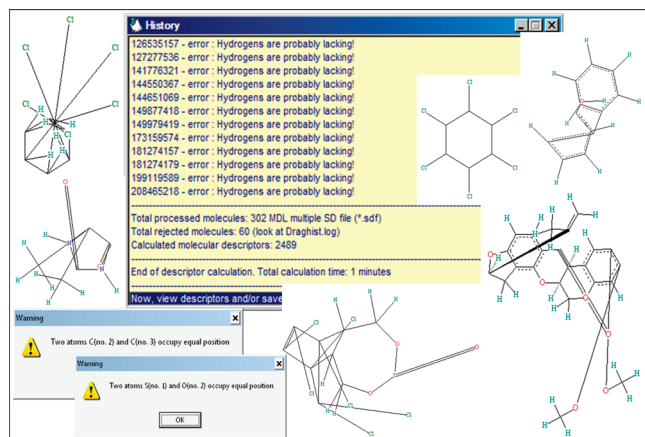 History
126535157 - error : Hydrogens are probably lacking!
127277536 - error : Hydrogens are probably lacking!
141776321 - error : Hydrogens are probably lacking!
144550367 - error : Hydrogens are probably lacking!
144651069 - error : Hydrogens are probably lacking!
149877418 - error : Hydrogens are probably lacking!
149979419 - error : Hydrogens are probably lacking!
173159574 - error : Hydrogens are probably lacking!
181274157 - error : Hydrogens are probably lacking!
181274179 - error : Hydrogens are probably lacking!
199119589 - error : Hydrogens are probably lacking!
208465218 - error : Hydrogens are probably lacking!
Total processed molecules: 302 MDL multiple SD file (*.sdf)
Total rejected molecules: 60 (look at Draghist.log)
Calculated molecular descriptors: 2489
End of descriptor calculation. Total calculation time: 1 minutes
Now, view descriptors and/or save
Warning
Two atoms C(no. 2) and C(no. 3) occupy equal position
Warning
Two atoms S(no. 1) and O(no. 2) occupy equal position
OK